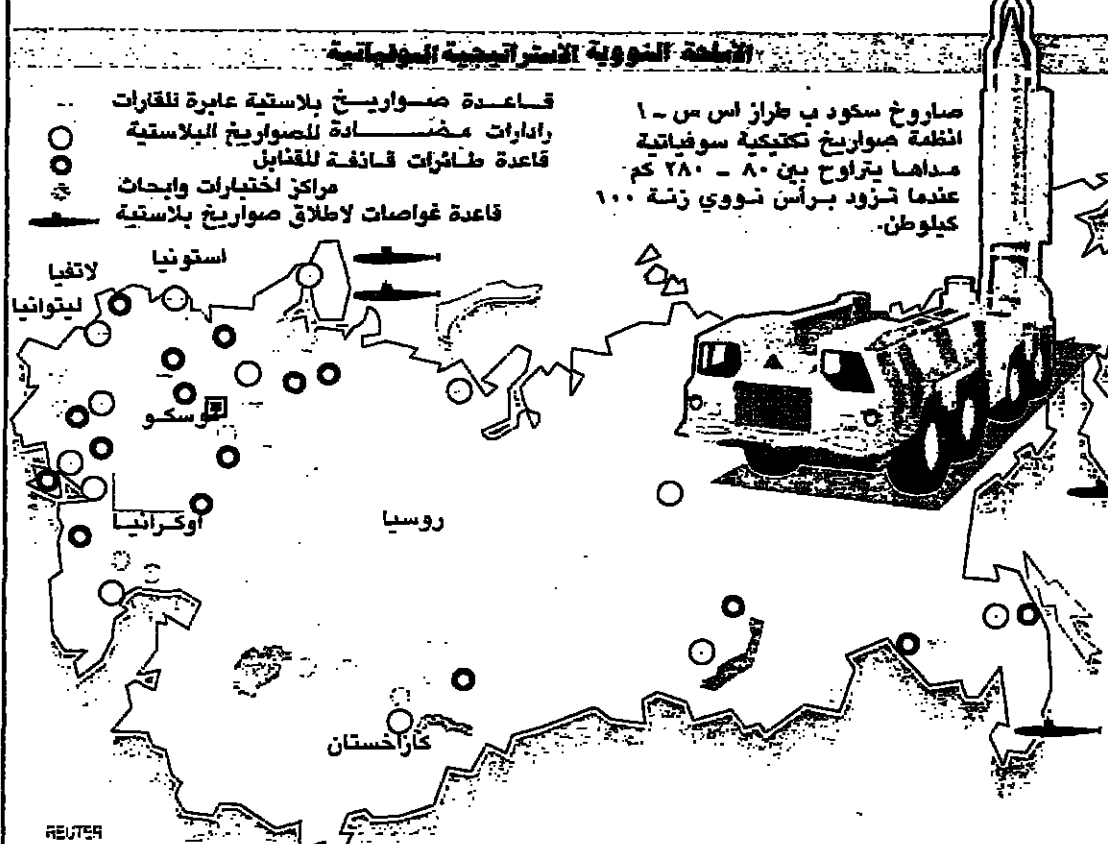 الأسلحة النووية الاستراتيجية السوفياتية
صاروخ سكود ب طراز اس س - ١
انظمة صواريخ تكتيكية سوفياتية
مداها يتراوح بين ٨٠ - ٢٨٠ كم
عندما تزود برأس نووي زنة ١٠٠
كيلوطن.
قاعدة صواريخ بلاستية عابرة للقارات
رادارات مضادة للصواريخ البلاستية
قاعدة طائرات قاذفة للقنابل
مراكز اختبارات وابحاث
قاعدة غواصات لاطلاق صواريخ بلاستية
استونيا
لاتفيا
ليتوانيا
موسكو
اوكرانيا
روسيا
كازاخستان
REUTER